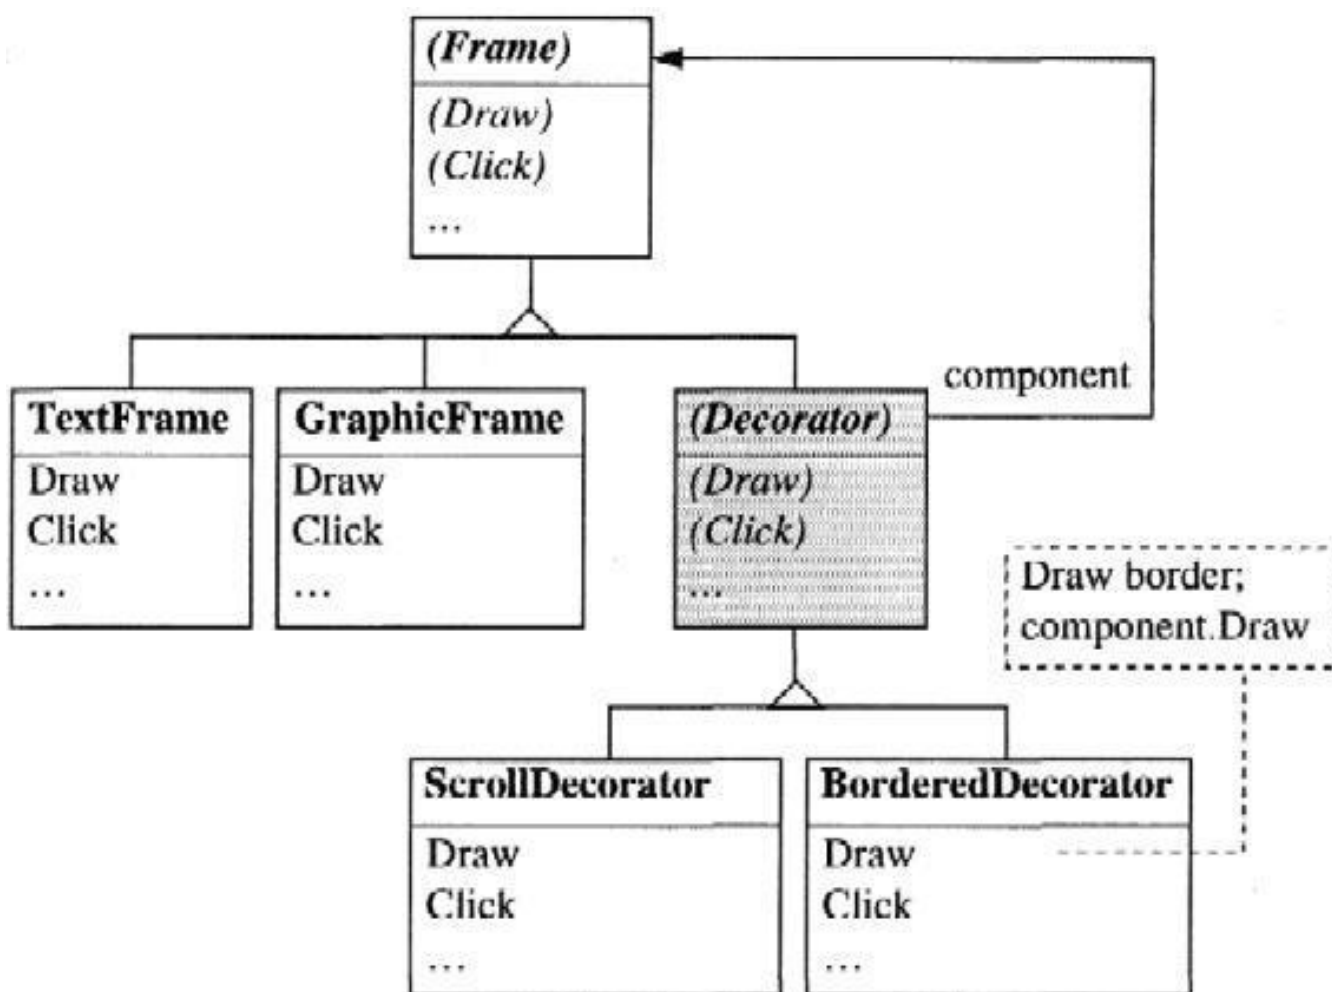 (Frame)
(Draw)
(Click)
...
component
TextFrame
Draw
Click
...
GraphicFrame
Draw
Click
...
(Decorator)
(Draw)
(Click)
...
Draw border;
component.Draw
ScrollDecorator
Draw
Click
...
BorderedDecorator
Draw
Click
...